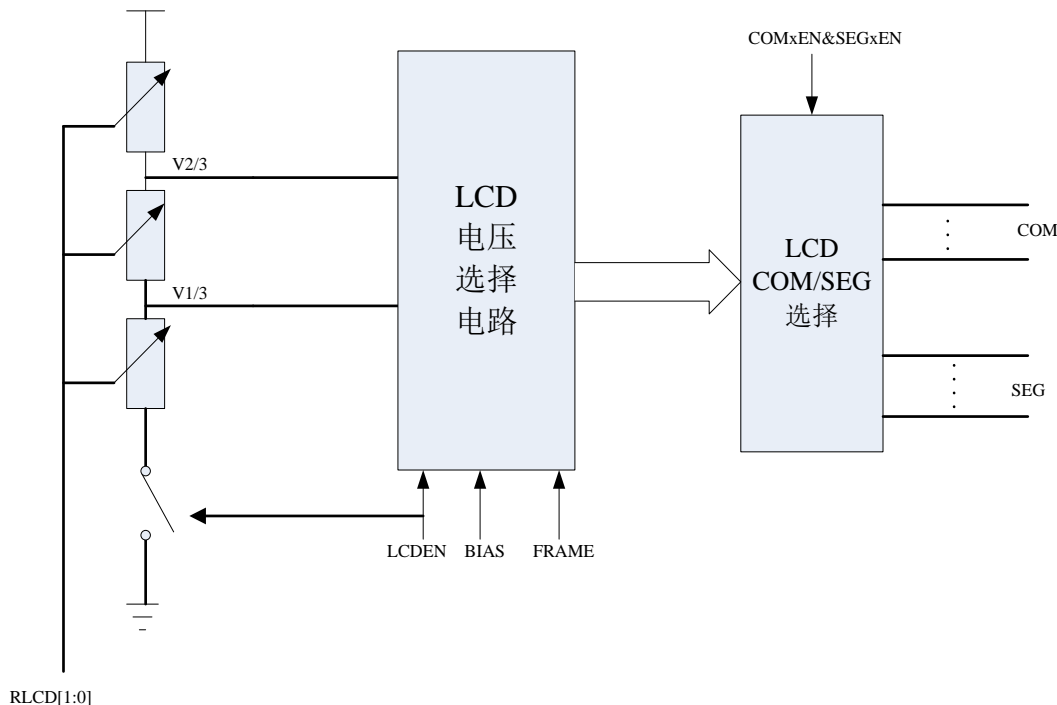 COMxEN&SEGxEN
V2/3
LCD
电压
选择
电路
V1/3
LCD
COM/SEG
选择
COM
SEG
LCDEN
BIAS
FRAME
RLCD[1:0]